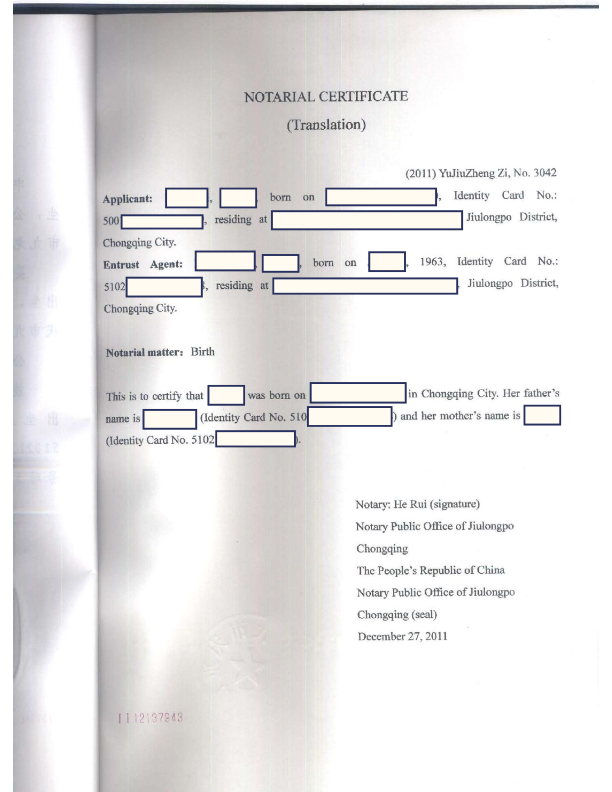 NOTARIAL CERTIFICATE
(Translation)
(2011) YuJiuZheng Zi, No. 3042
Applicant: , , born on , Identity Card No.:
500 , residing at Jiulongpo District,
Chongqing City.
Entrust Agent: , , born on , 1963, Identity Card No.:
5102 , residing at , Jiulongpo District,
Chongqing City.
Notarial matter: Birth
This is to certify that was born on in Chongqing City. Her father's
name is (Identity Card No. 510 ) and her mother's name is
(Identity Card No. 5102 ).
Notary: He Rui (signature)
Notary Public Office of Jiulongpo
Chongqing
The People's Republic of China
Notary Public Office of Jiulongpo
Chongqing (seal)
December 27, 2011
1112137943